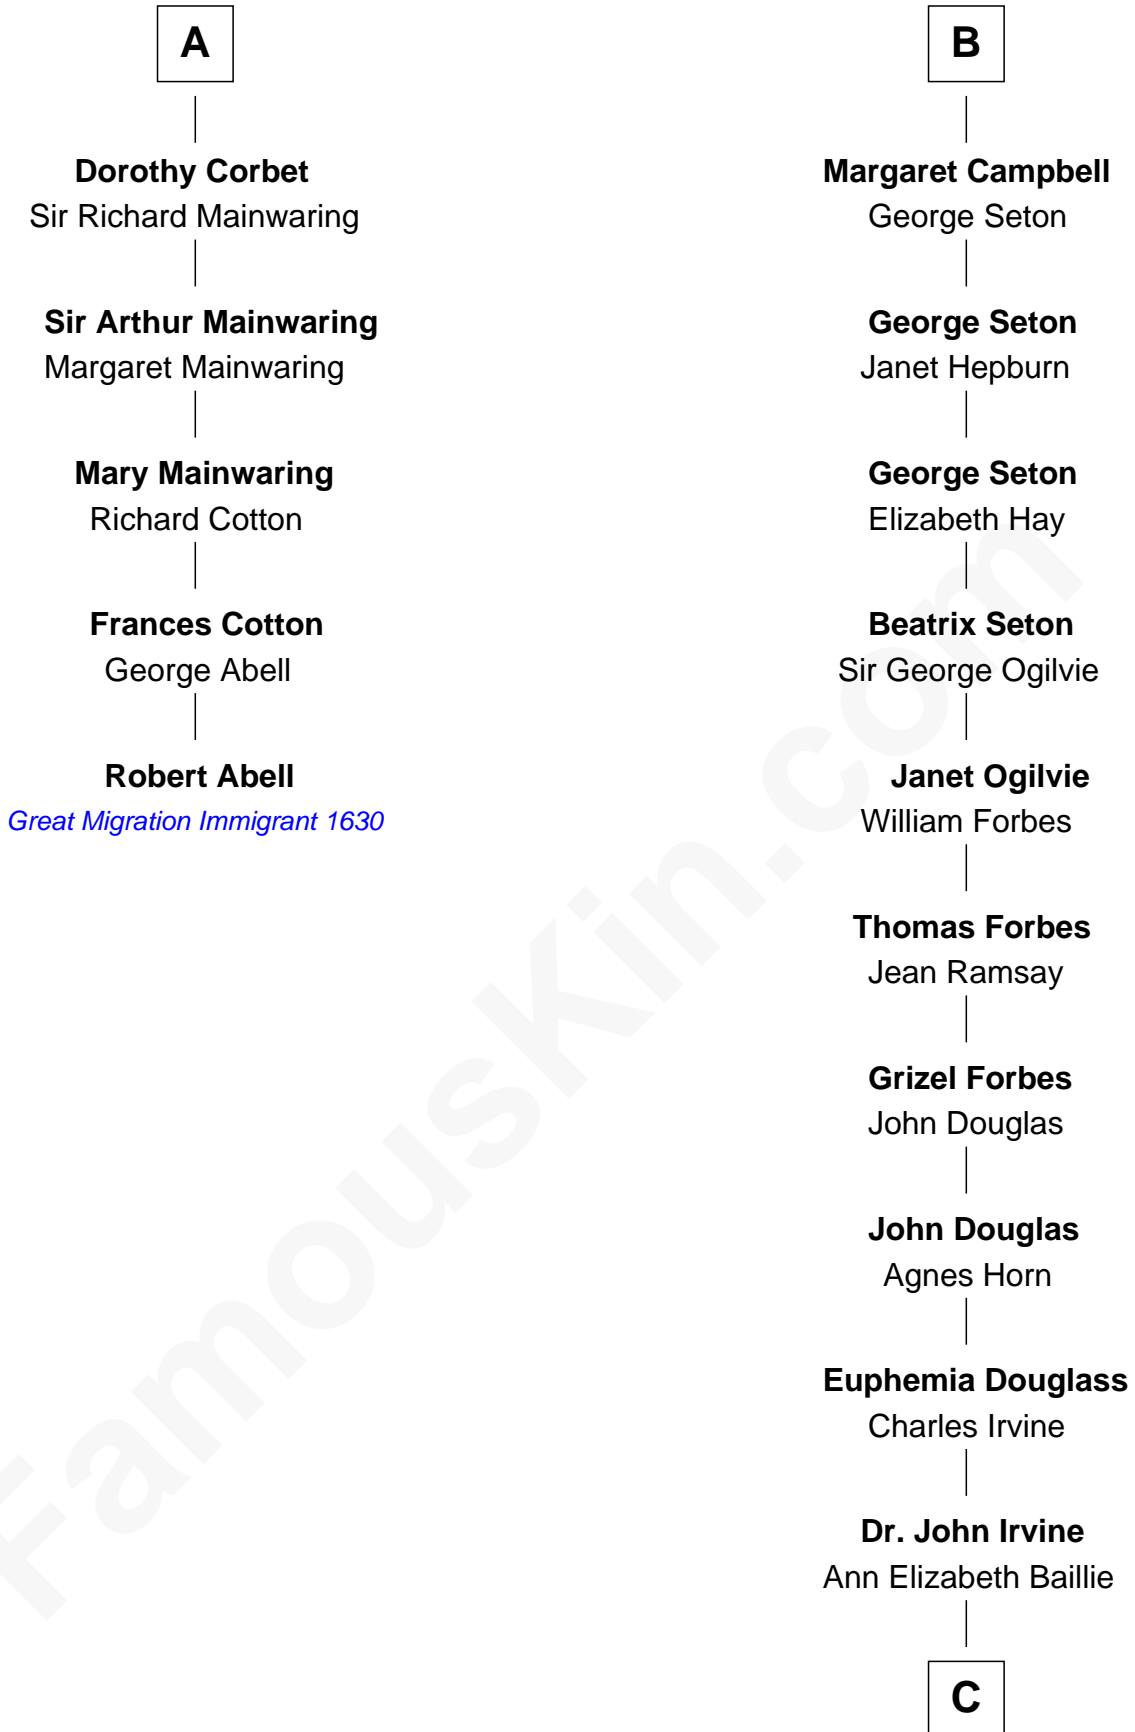 A
Dorothy Corbet
Sir Richard Mainwaring
Sir Arthur Mainwaring
Margaret Mainwaring
Mary Mainwaring
Richard Cotton
Frances Cotton
George Abell
Robert Abell
Great Migration Immigrant 1630
B
Margaret Campbell
George Seton
George Seton
Janet Hepburn
George Seton
Elizabeth Hay
Beatrix Seton
Sir George Ogilvie
Janet Ogilvie
William Forbes
Thomas Forbes
Jean Ramsay
Grizel Forbes
John Douglas
John Douglas
Agnes Horn
Euphemia Douglass
Charles Irvine
Dr. John Irvine
Ann Elizabeth Baillie
C
FamousKin.com